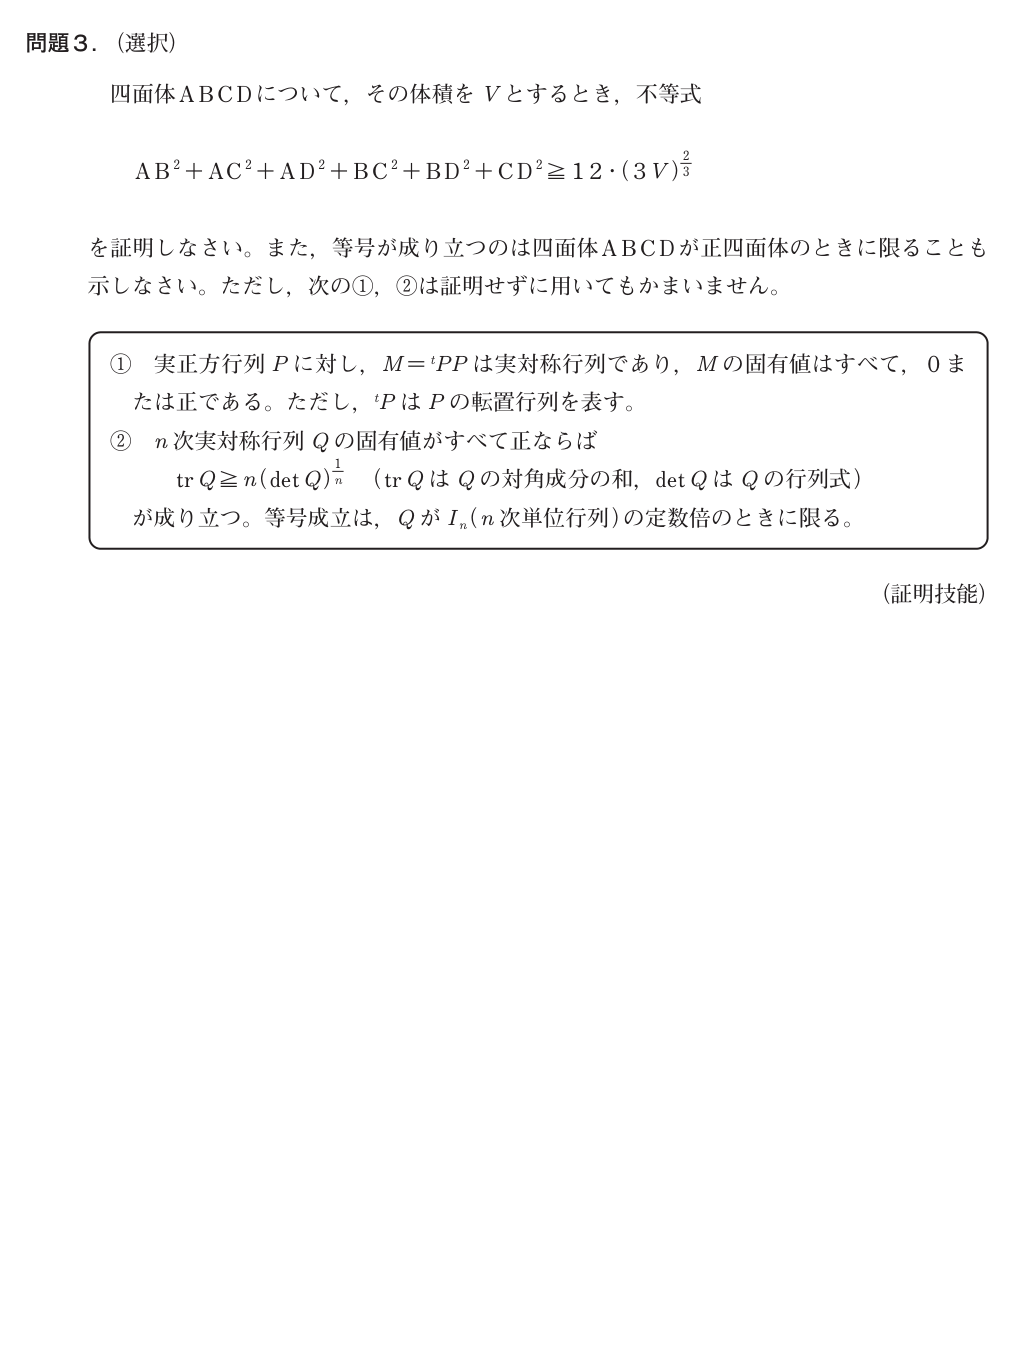 問題３．（選択）
四面体ＡＢＣＤについて，その体積を V とするとき，不等式
ＡＢ²＋ＡＣ²＋ＡＤ²＋ＢＣ²＋ＢＤ²＋ＣＤ²≧１２・（３V）^{2/3}
を証明しなさい。また，等号が成り立つのは四面体ＡＢＣＤが正四面体のときに限ることも
示しなさい。ただし，次の①，②は証明せずに用いてもかまいません。
① 実正方行列 P に対し，M＝ᵗPP は実対称行列であり，M の固有値はすべて，０ま
たは正である。ただし，ᵗP は P の転置行列を表す。
② n 次実対称行列 Q の固有値がすべて正ならば
tr Q≧n(det Q)^{1/n} （tr Q は Q の対角成分の和，det Q は Q の行列式）
が成り立つ。等号成立は，Q が Iₙ(n 次単位行列)の定数倍のときに限る。
（証明技能）